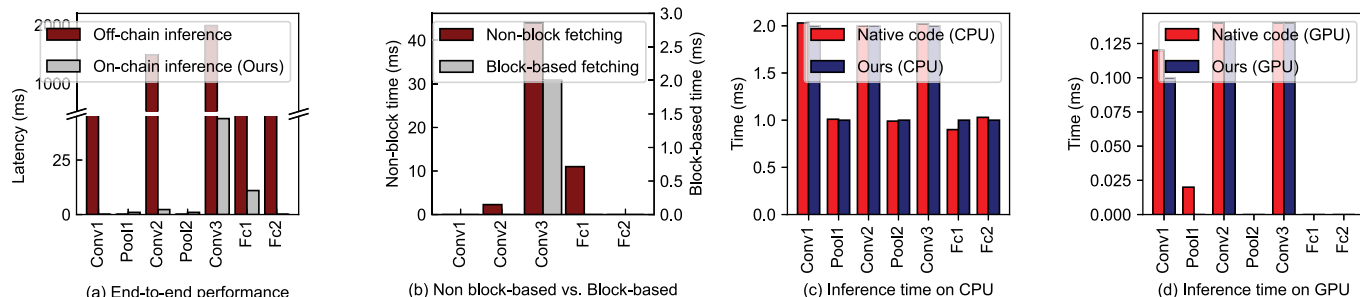 2000
1000
25
0
Latency
(ms)
Off-chain inference
On-chain inference (Ours)
Conv1
Pool1
Conv2
Pool2
Conv3
Fc1
Fc2
(a) End-to-end performance
40
30
20
10
0
Non-block time (ms)
Non-block fetching
Block-based fetching
3.0
2.5
2.0
1.5
1.0
0.5
0.0
Block-based time (ms)
Conv1
Conv2
Conv3
Fc1
Fc2
(b) Non block-based vs. Block-based
2.0
1.5
1.0
0.5
0.0
Time (ms)
Native code (CPU)
Ours (CPU)
Conv1
Pool1
Conv2
Pool2
Conv3
Fc1
Fc2
(c) Inference time on CPU
0.125
0.100
0.075
0.050
0.025
0.000
Time (ms)
Native code (GPU)
Ours (GPU)
Conv1
Pool1
Conv2
Pool2
Conv3
Fc1
Fc2
(d) Inference time on GPU